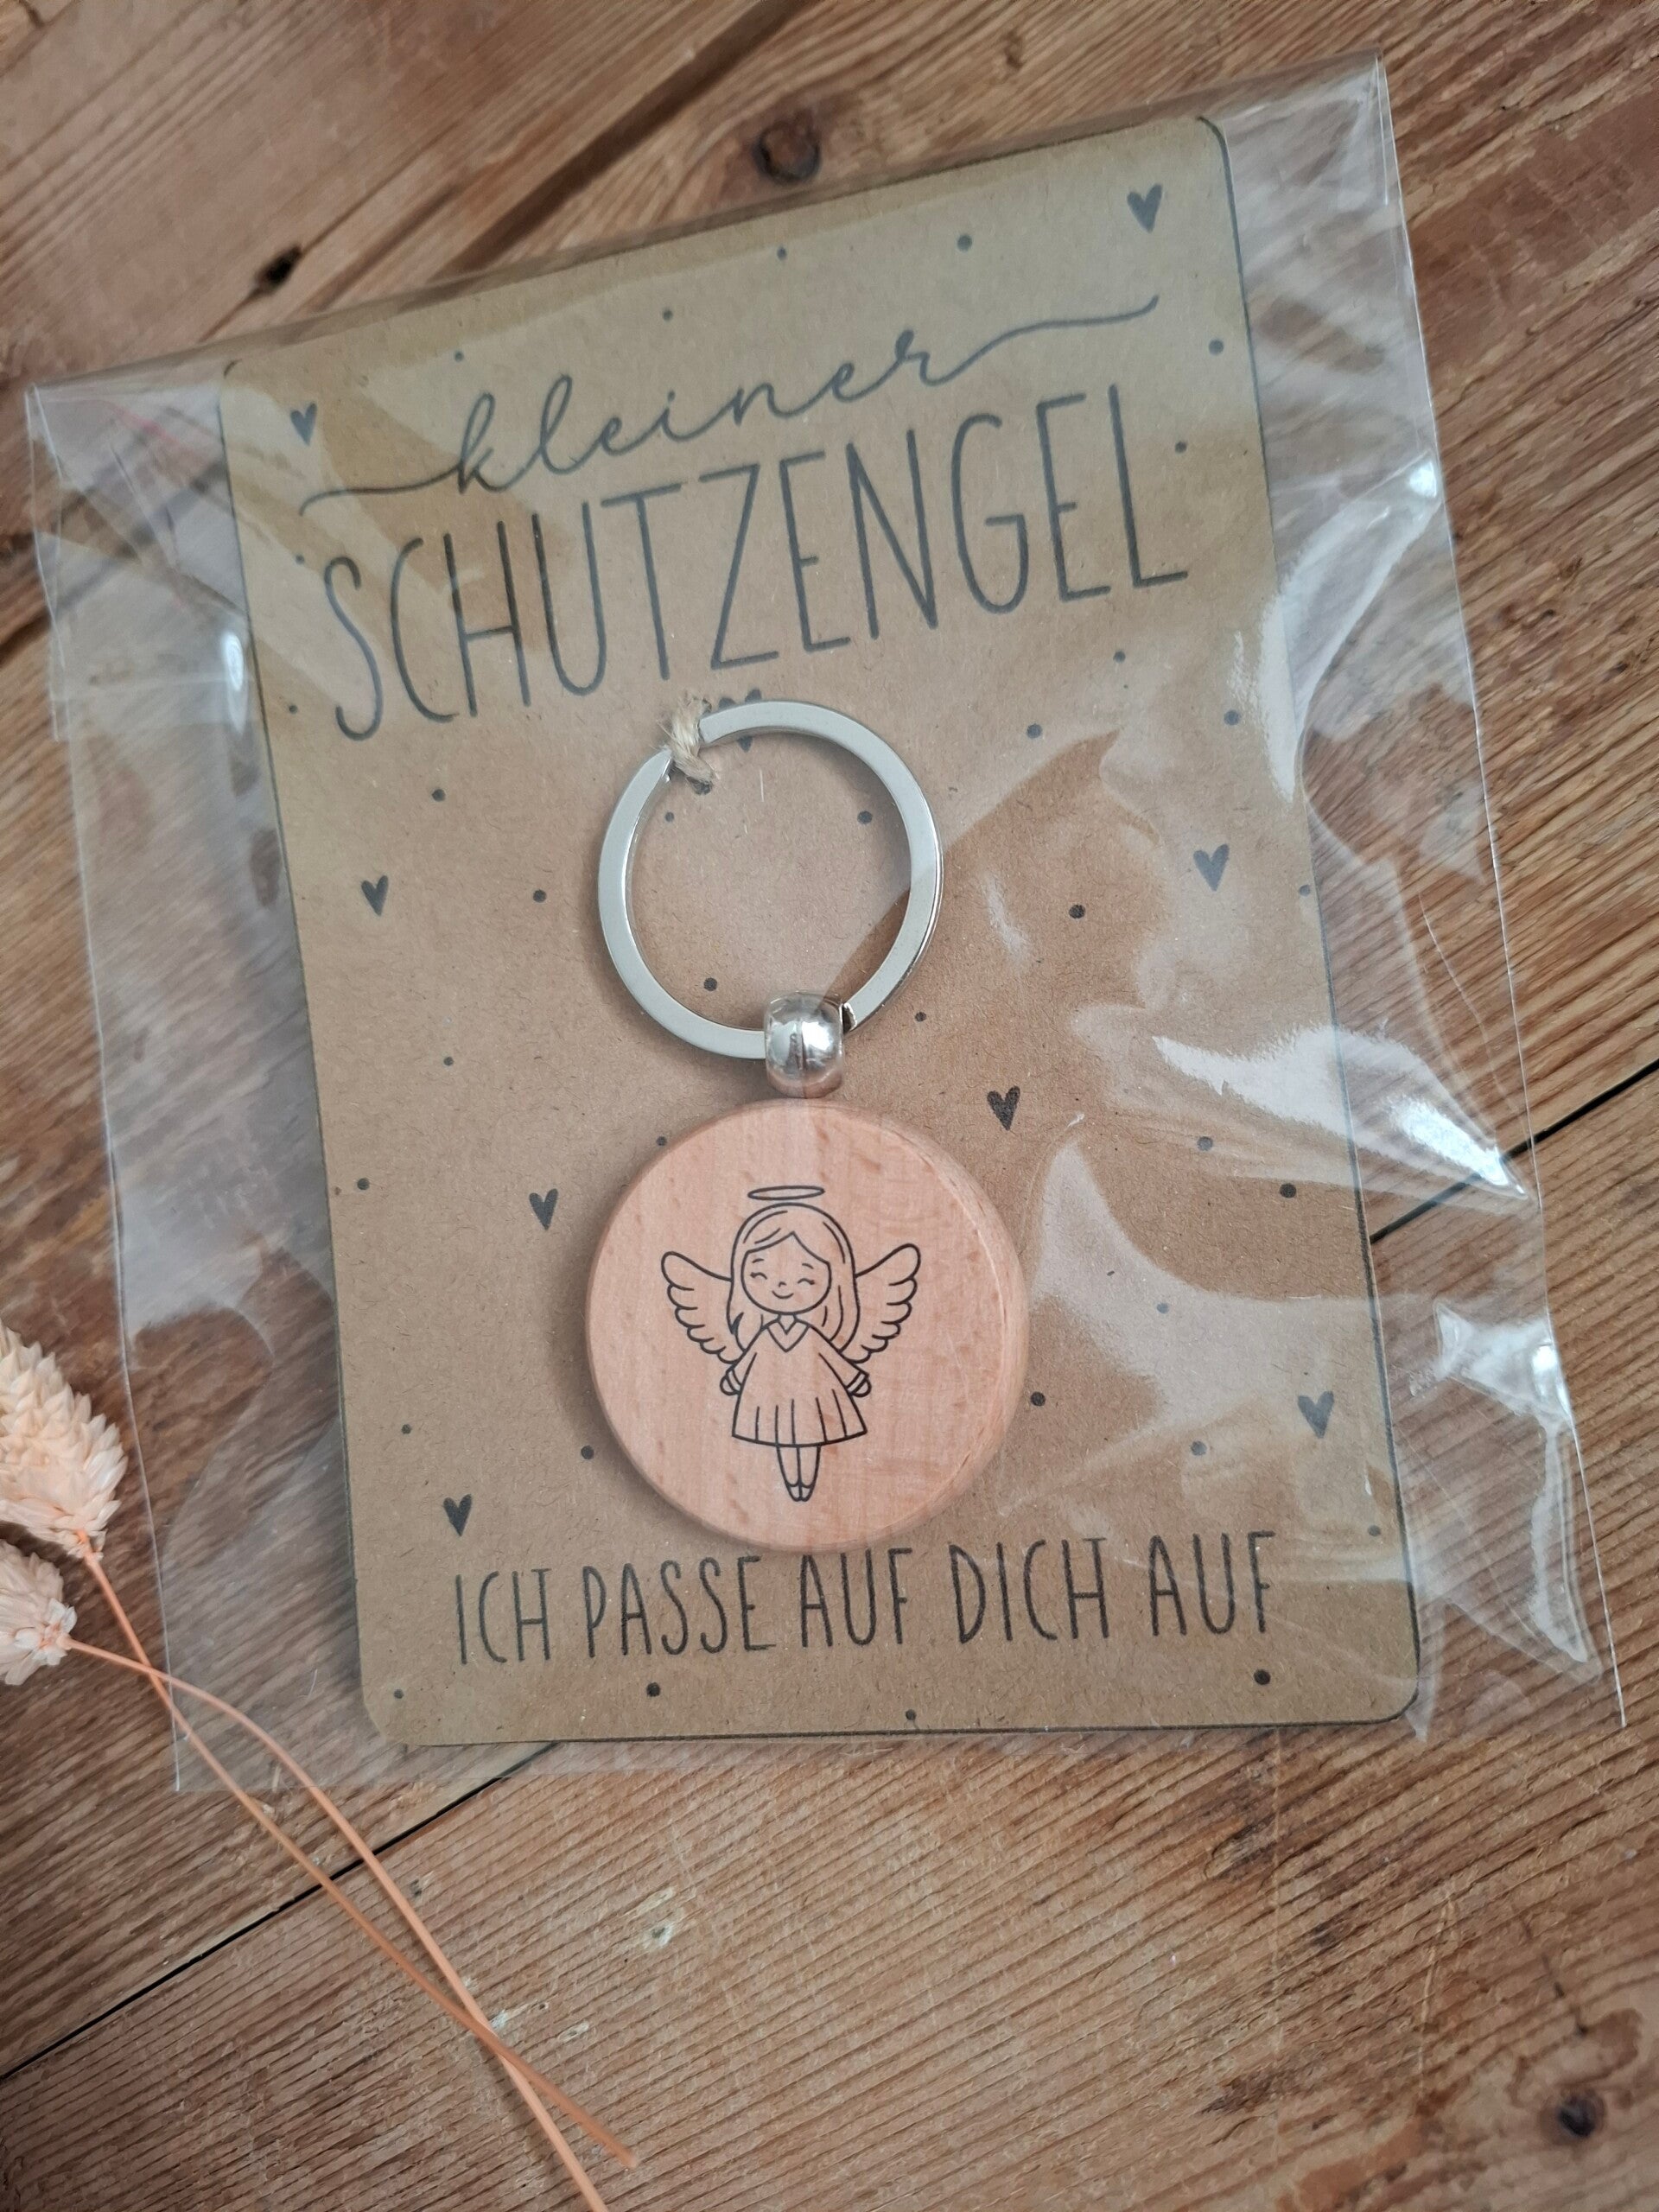 kleiner
SCHUTZENGEL
ICH PASSE AUF DICH AUF